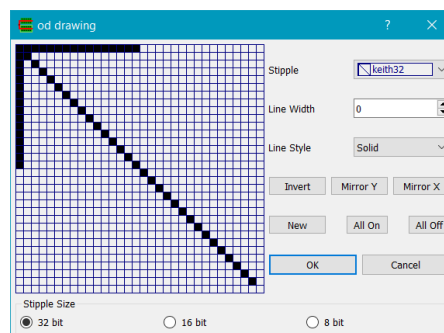 od drawing
Stipple keith32
Line Width 0
Line Style Solid
Invert Mirror Y Mirror X
New All On All Off
OK Cancel
Stipple Size
32 bit 16 bit 8 bit